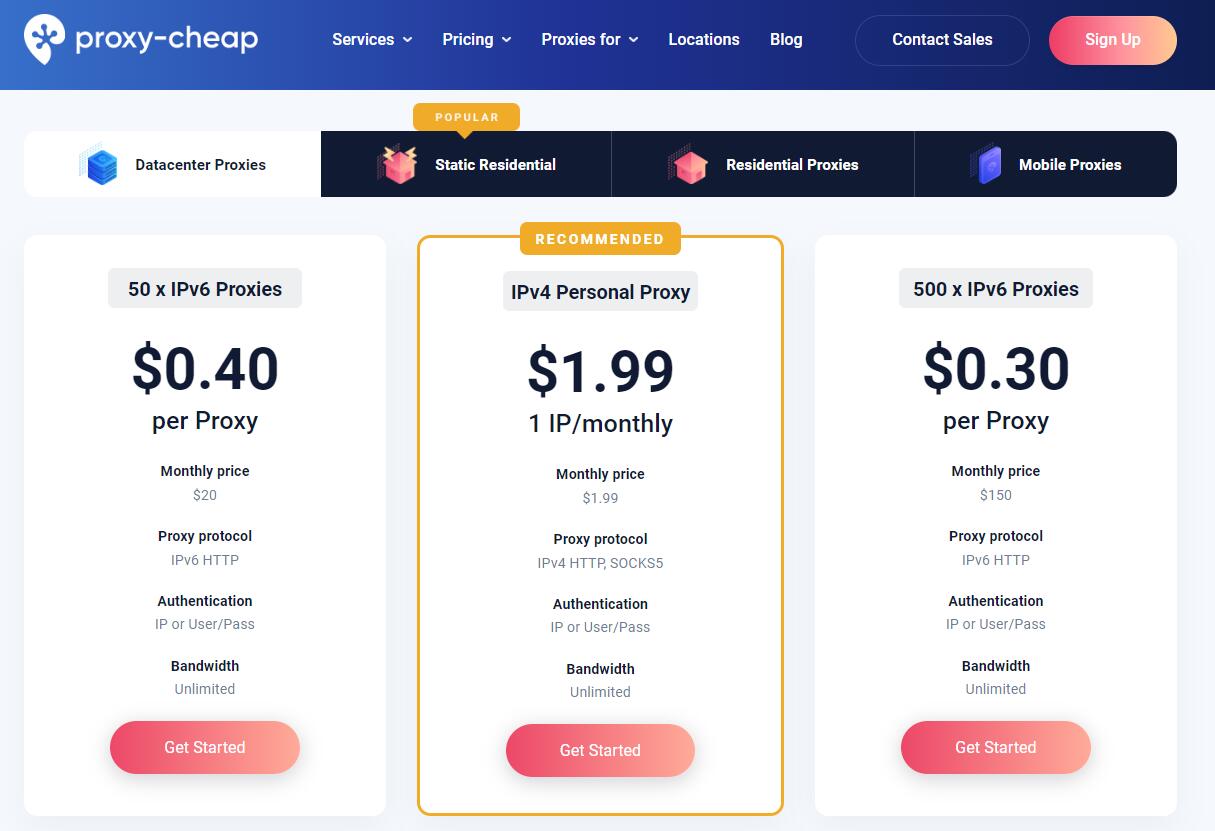 proxy-cheap
Services
Pricing
Proxies for
Locations
Blog
Contact Sales
Sign Up
POPULAR
Datacenter Proxies
Static Residential
Residential Proxies
Mobile Proxies
50 x IPv6 Proxies
$0.40
per Proxy
Monthly price
$20
Proxy protocol
IPv6 HTTP
Authentication
IP or User/Pass
Bandwidth
Unlimited
Get Started
RECOMMENDED
IPv4 Personal Proxy
$1.99
1 IP/monthly
Monthly price
$1.99
Proxy protocol
IPv4 HTTP, SOCKS5
Authentication
IP or User/Pass
Bandwidth
Unlimited
Get Started
500 x IPv6 Proxies
$0.30
per Proxy
Monthly price
$150
Proxy protocol
IPv6 HTTP
Authentication
IP or User/Pass
Bandwidth
Unlimited
Get Started